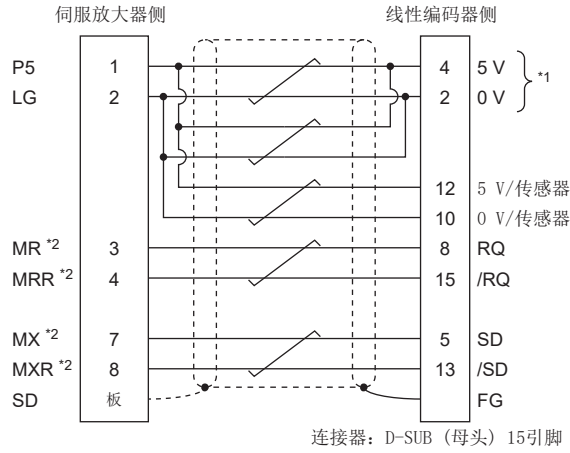 伺服放大器侧 线性编码器侧
P5 1 4 5 V
LG 2 2 0 V *1
12 5 V/传感器
10 0 V/传感器
MR *2 3 8 RQ
MRR *2 4 15 /RQ
MX *2 7 5 SD
MXR *2 8 13 /SD
SD 板 FG
连接器: D-SUB (母头) 15引脚